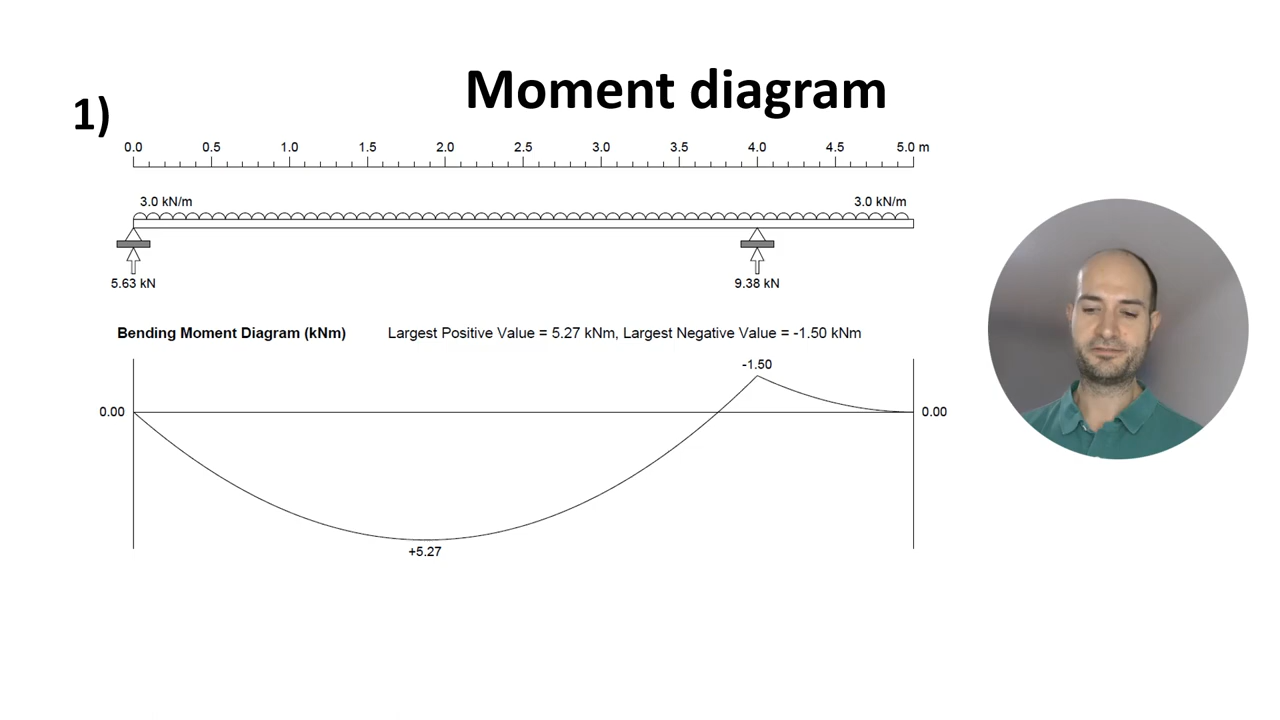 Moment diagram
1)
0.0 0.5 1.0 1.5 2.0 2.5 3.0 3.5 4.0 4.5 5.0 m
3.0 kN/m 3.0 kN/m
5.63 kN 9.38 kN
Bending Moment Diagram (kNm) Largest Positive Value = 5.27 kNm, Largest Negative Value = -1.50 kNm
-1.50
0.00 0.00
+5.27